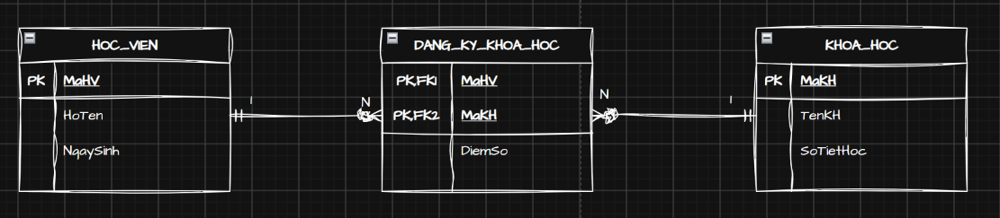 HOC_VIEN
PK MaHV
HoTen
NgaySinh
1
N
DANG_KY_KHOA_HOC
PK,FK1 MaHV
PK,FK2 MaKH
DiemSo
N
1
KHOA_HOC
PK MaKH
TenKH
SoTietHoc